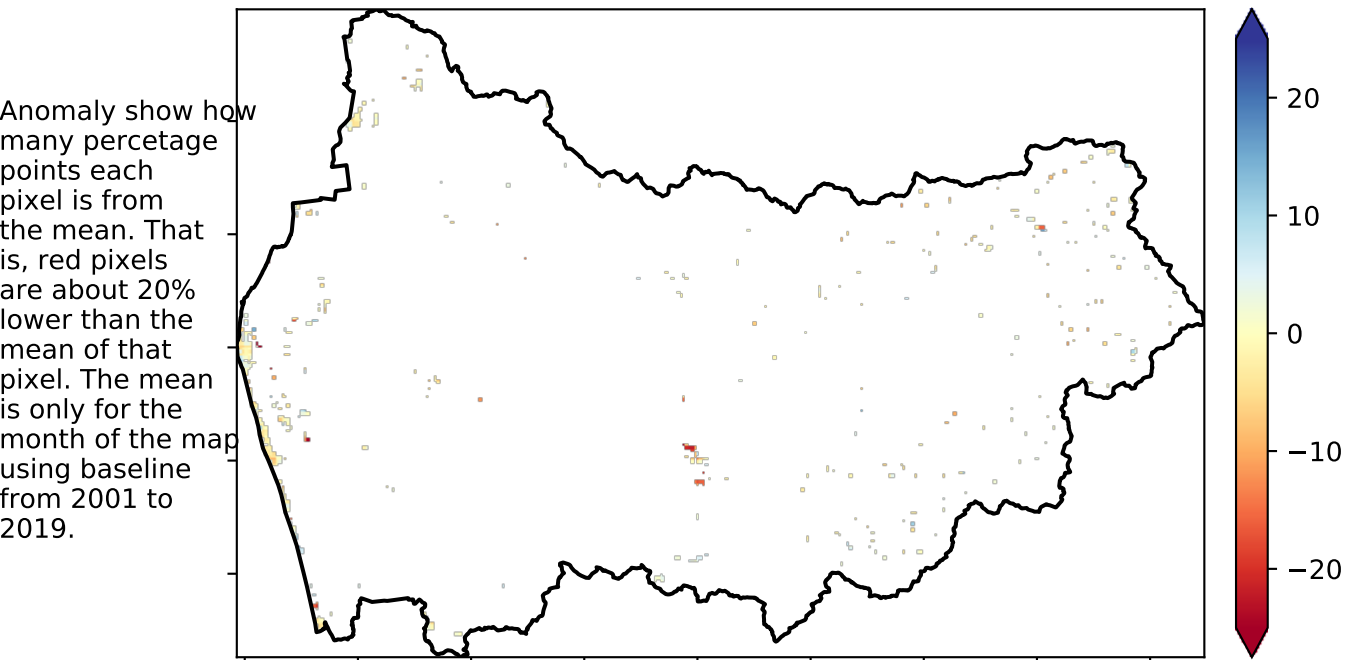 Anomaly show how
many percetage
points each
pixel is from
the mean. That
is, red pixels
are about 20%
lower than the
mean of that
pixel. The mean
is only for the
month of the map
using baseline
from 2001 to
2019.
20
10
0
−10
−20